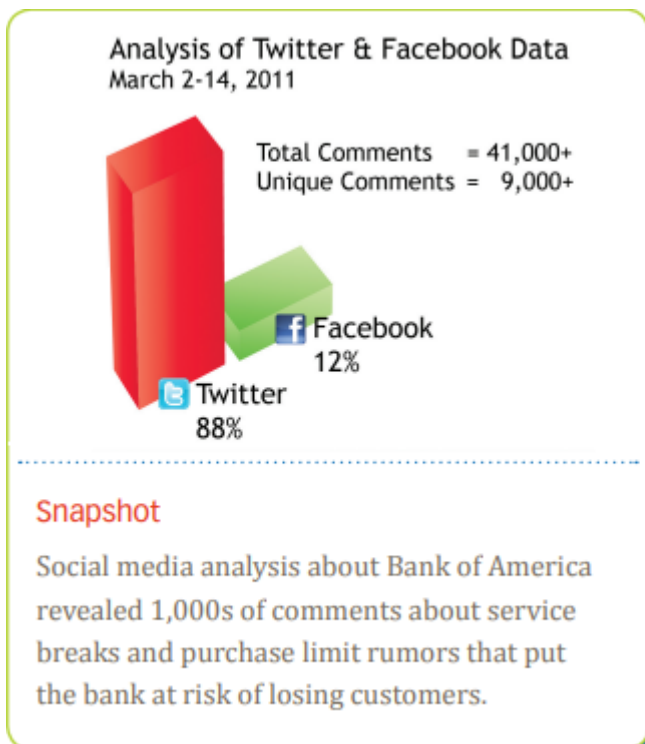 Analysis of Twitter & Facebook Data
March 2-14, 2011
Total Comments = 41,000+
Unique Comments = 9,000+
Facebook
12%
Twitter
88%
Snapshot
Social media analysis about Bank of America
revealed 1,000s of comments about service
breaks and purchase limit rumors that put
the bank at risk of losing customers.